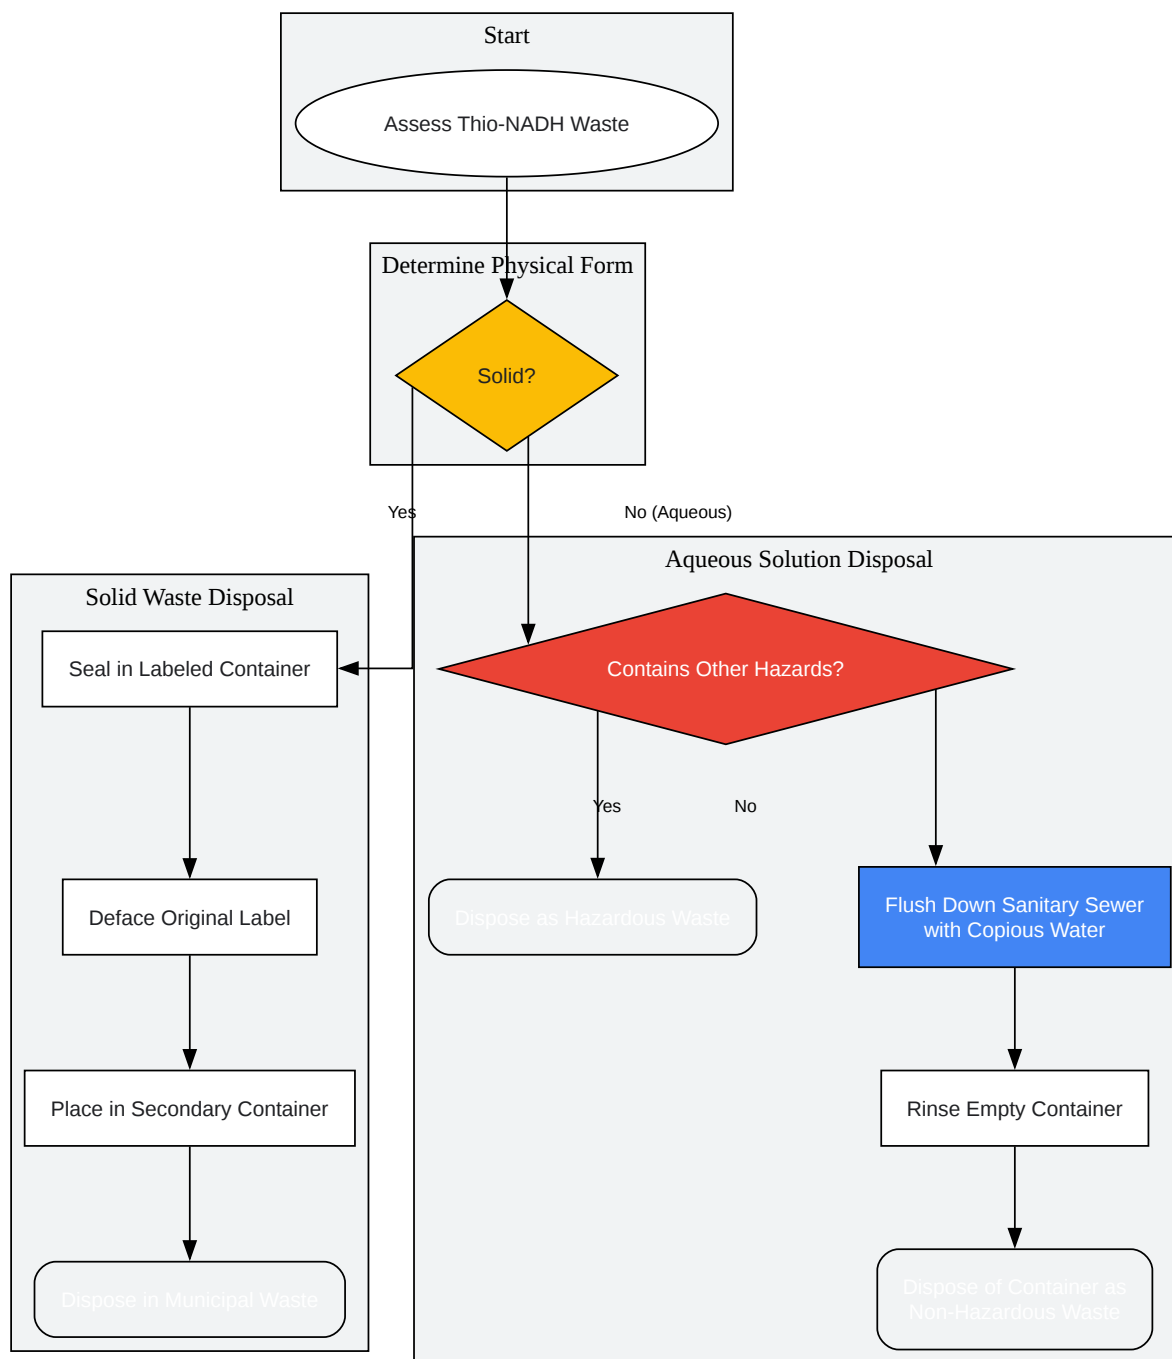 Start
Assess Thio-NADH Waste
Determine Physical Form
Solid?
Yes
No (Aqueous)
Solid Waste Disposal
Seal in Labeled Container
Deface Original Label
Place in Secondary Container
Dispose in Municipal Waste
Aqueous Solution Disposal
Contains Other Hazards?
Yes
No
Dispose as Hazardous Waste
Flush Down Sanitary Sewer
with Copious Water
Rinse Empty Container
Dispose of Container as
Non-Hazardous Waste